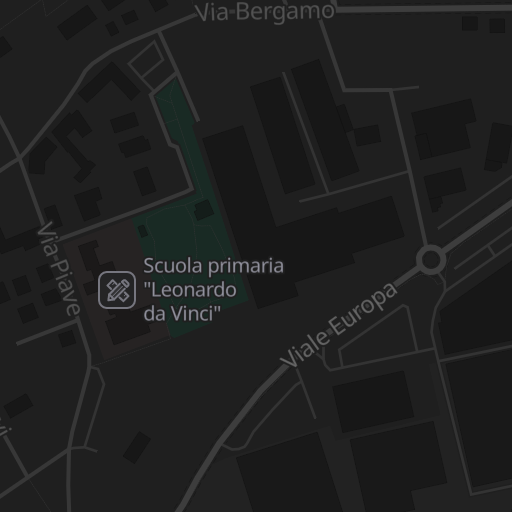 Via Bergamo
Via Piave
Scuola primaria
"Leonardo
da Vinci"
Viale Europa